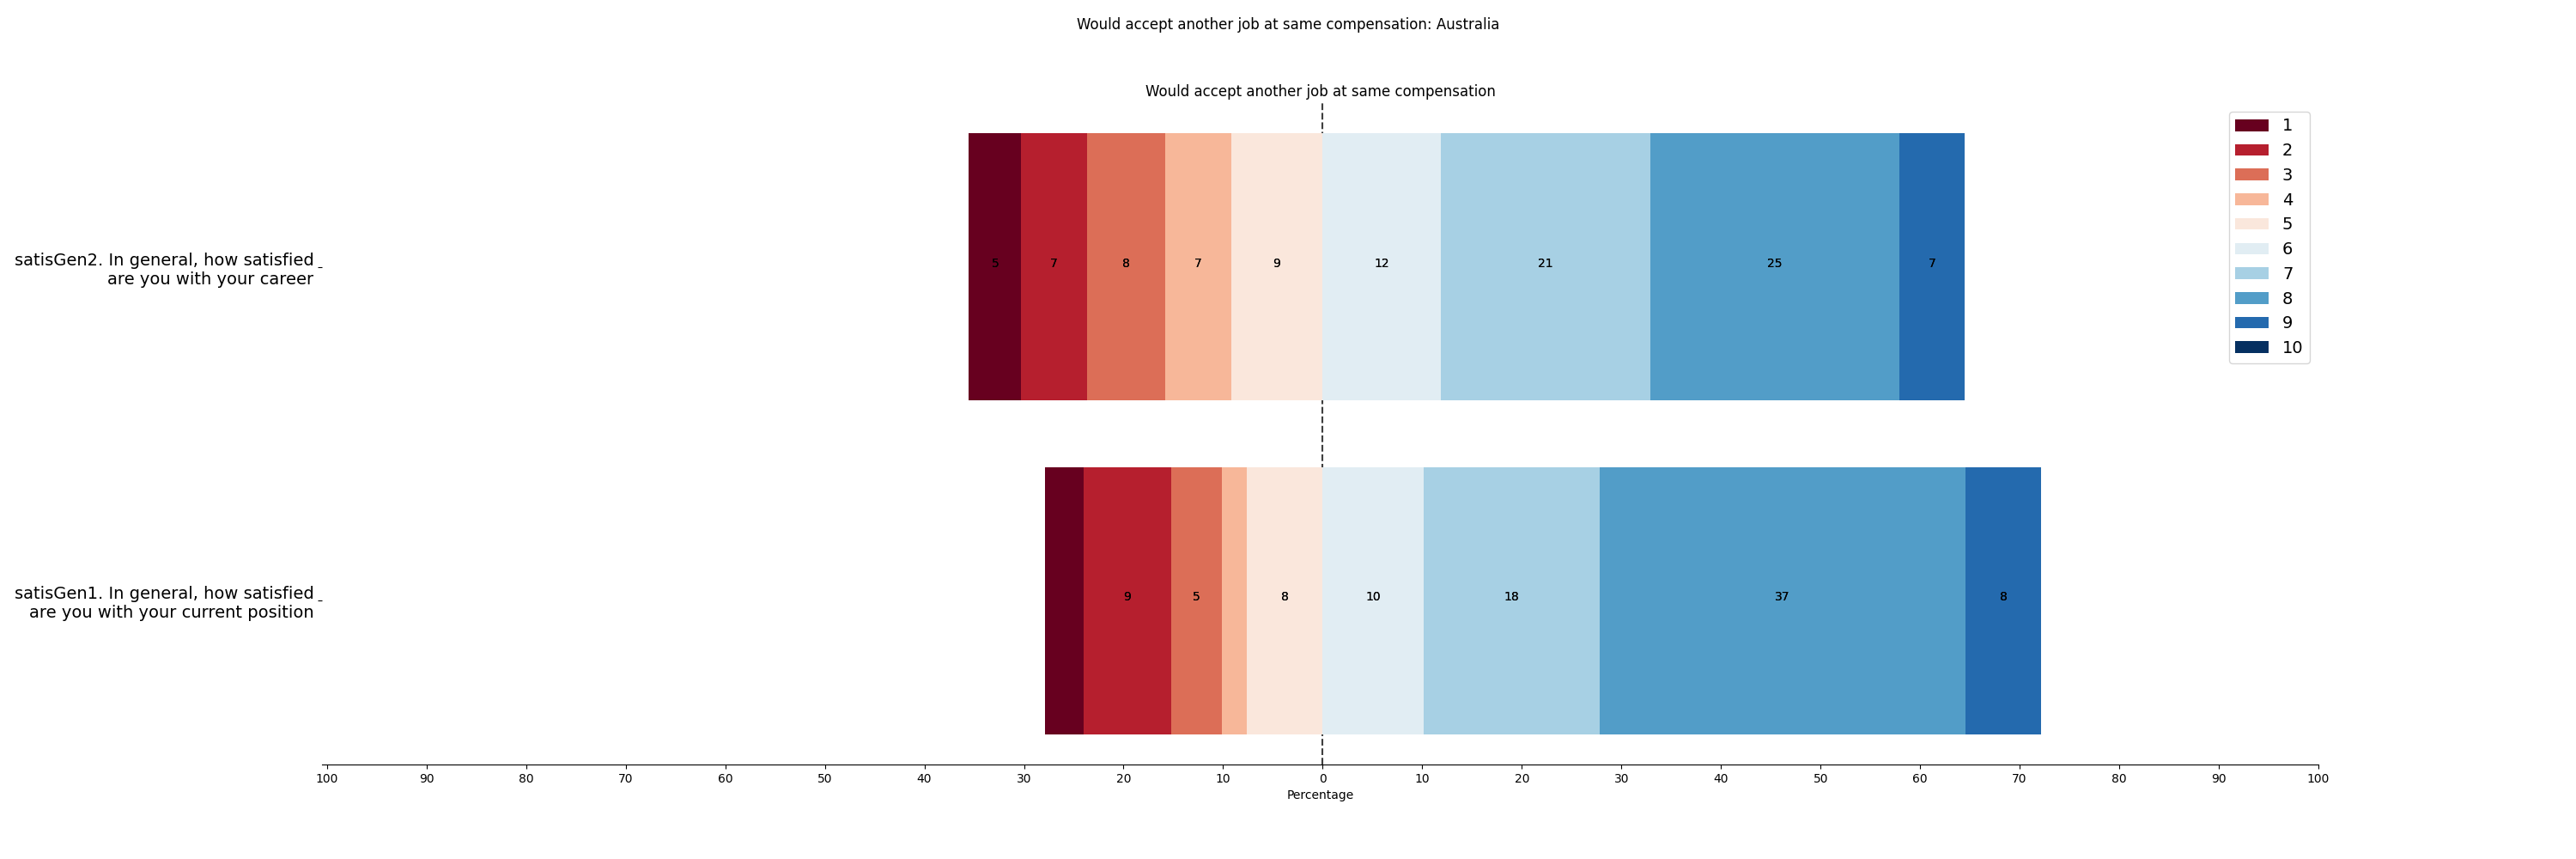 Would accept another job at same compensation: Australia
Would accept another job at same compensation
1
2
3
4
5
6
7
8
9
10
satisGen2. In general, how satisfied
are you with your career
5 7 8 7 9 12 21 25 7
satisGen1. In general, how satisfied
are you with your current position
9 5 8 10 18 37 8
100 90 80 70 60 50 40 30 20 10 0 10 20 30 40 50 60 70 80 90 100
Percentage